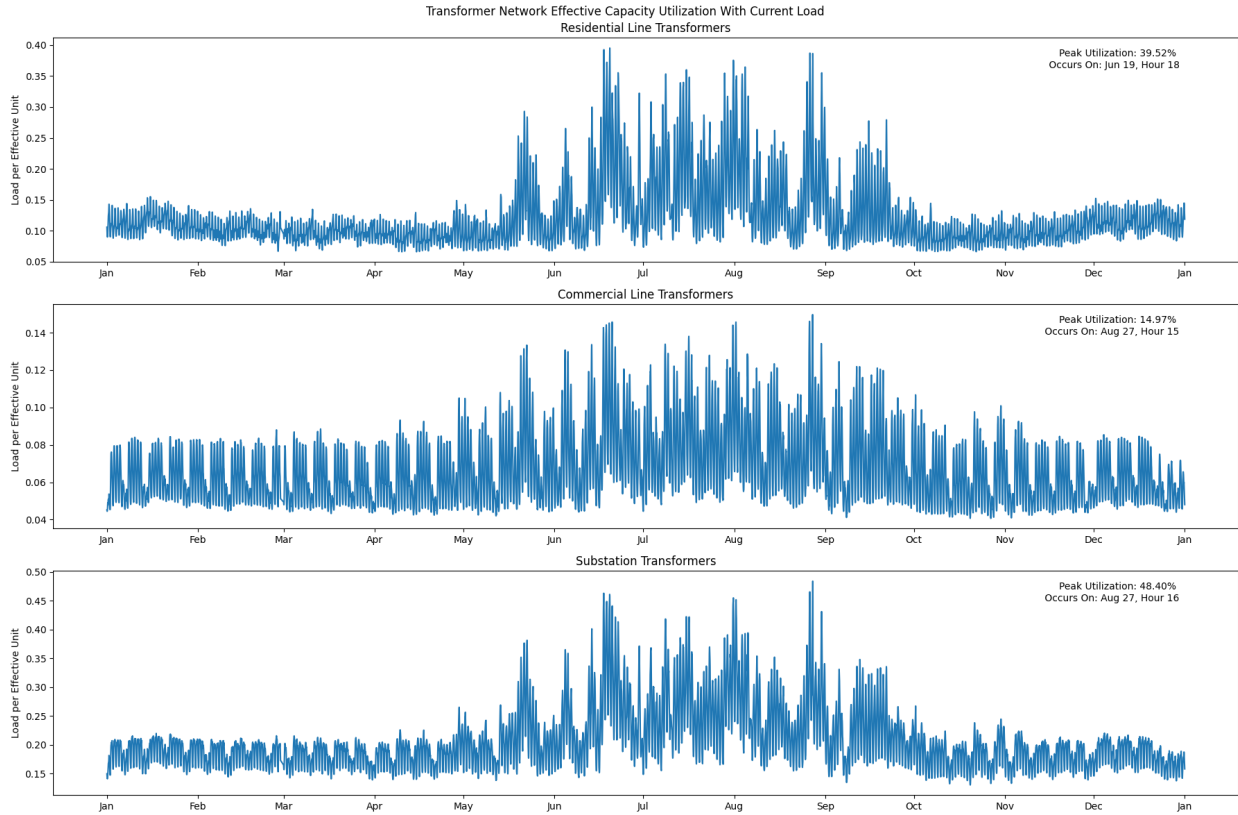 Transformer Network Effective Capacity Utilization With Current Load
Residential Line Transformers
Peak Utilization: 39.52%
Occurs On: Jun 19, Hour 18
Load per Effective Unit
0.40
0.35
0.30
0.25
0.20
0.15
0.10
0.05
Jan Feb Mar Apr May Jun Jul Aug Sep Oct Nov Dec Jan
Commercial Line Transformers
Peak Utilization: 14.97%
Occurs On: Aug 27, Hour 15
Load per Effective Unit
0.14
0.12
0.10
0.08
0.06
0.04
Jan Feb Mar Apr May Jun Jul Aug Sep Oct Nov Dec Jan
Substation Transformers
Peak Utilization: 48.40%
Occurs On: Aug 27, Hour 16
Load per Effective Unit
0.50
0.45
0.40
0.35
0.30
0.25
0.20
0.15
Jan Feb Mar Apr May Jun Jul Aug Sep Oct Nov Dec Jan